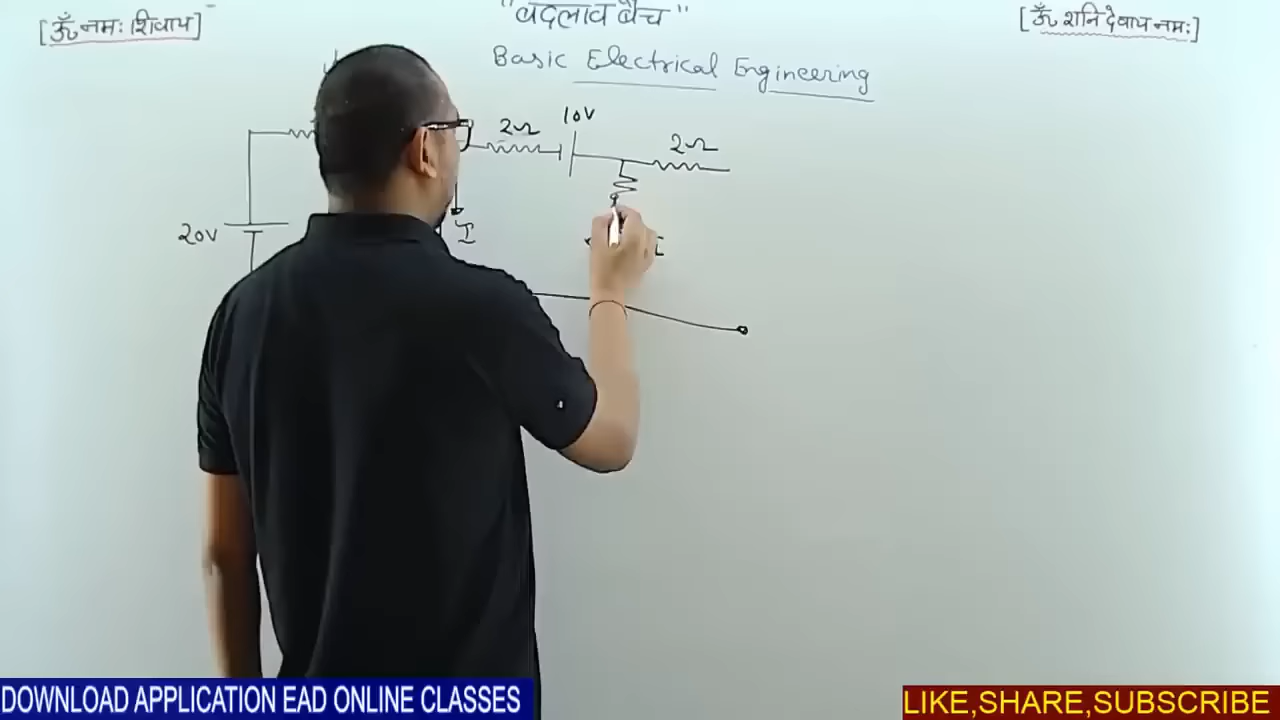 [ॐ नमः शिवाय]
"बदलाव बैच"
[ॐ शनि देवाय नमः]
Basic Electrical Engineering
2Ω
10V
2Ω
20V
I
I
DOWNLOAD APPLICATION EAD ONLINE CLASSES
LIKE,SHARE,SUBSCRIBE